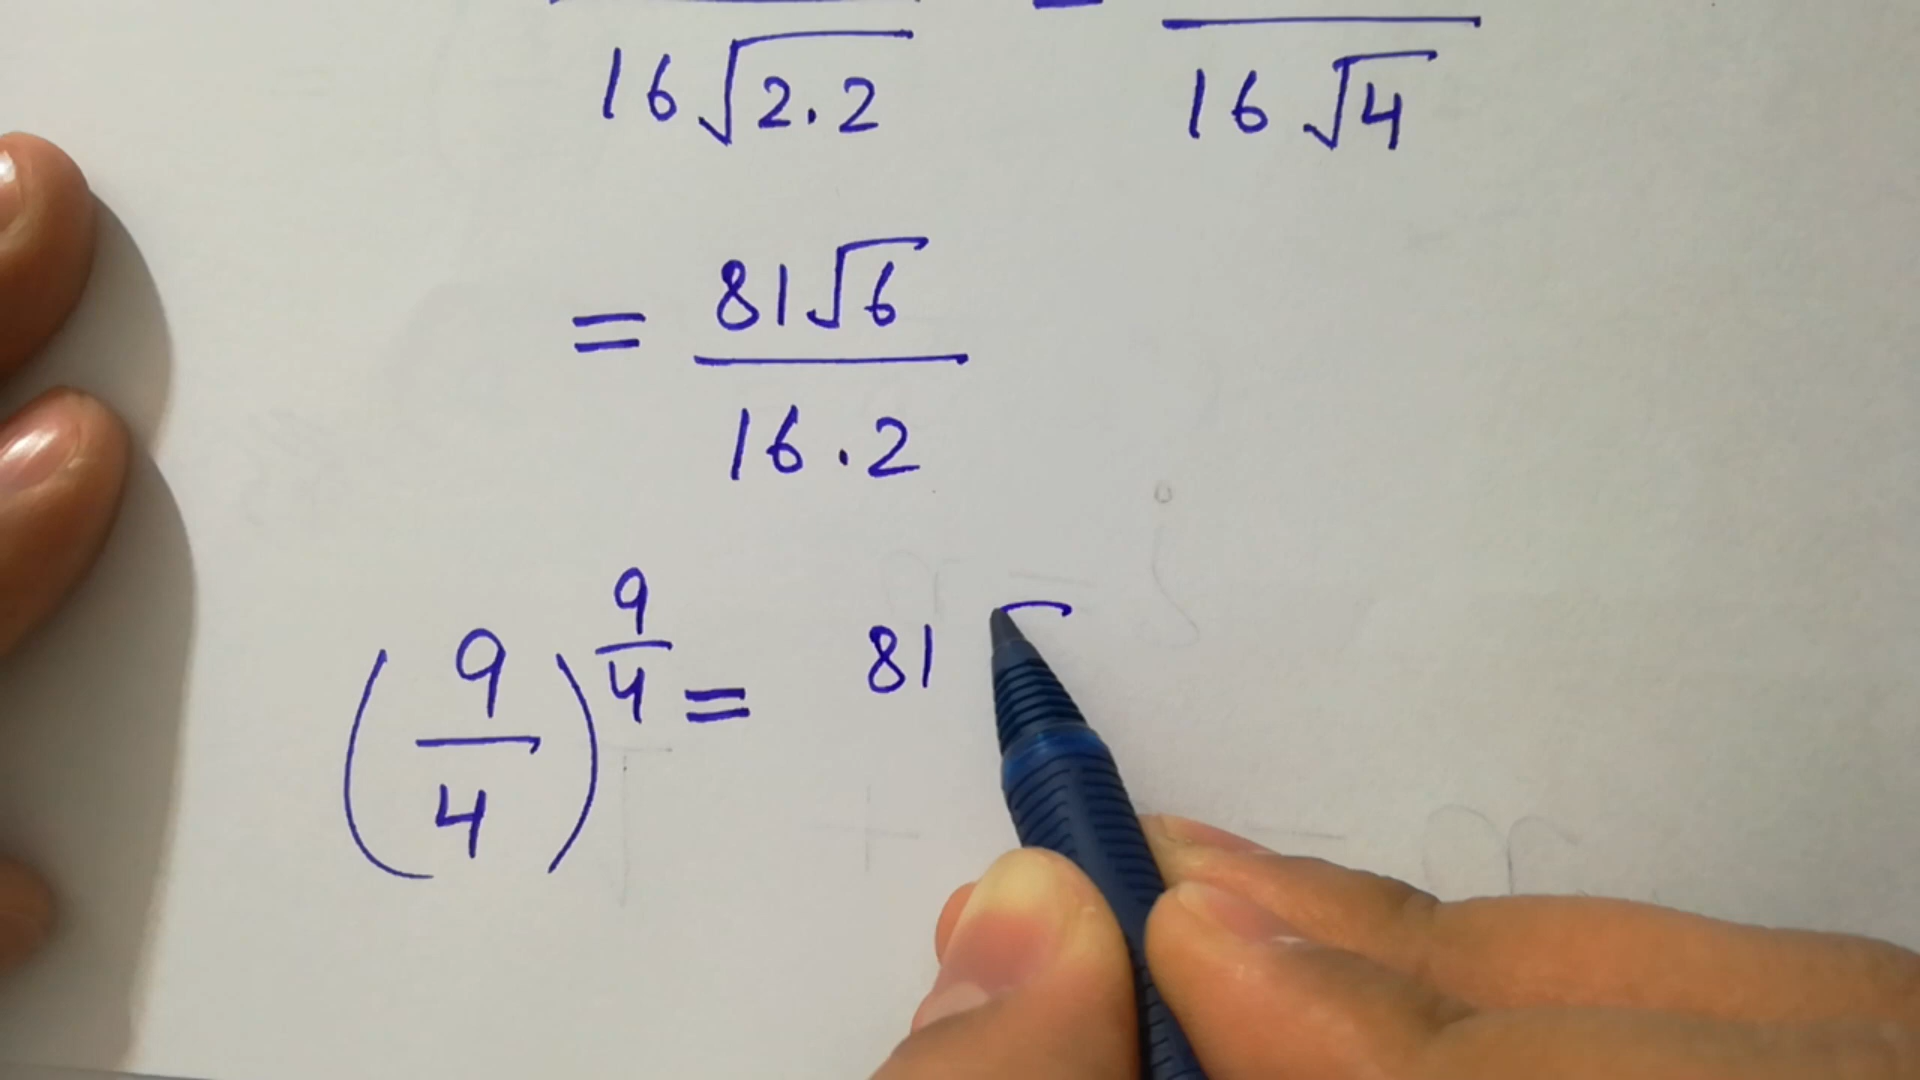 16√2.2 = 16√4
= 81√6 / 16.2
(9/4)^(9/4) = 81